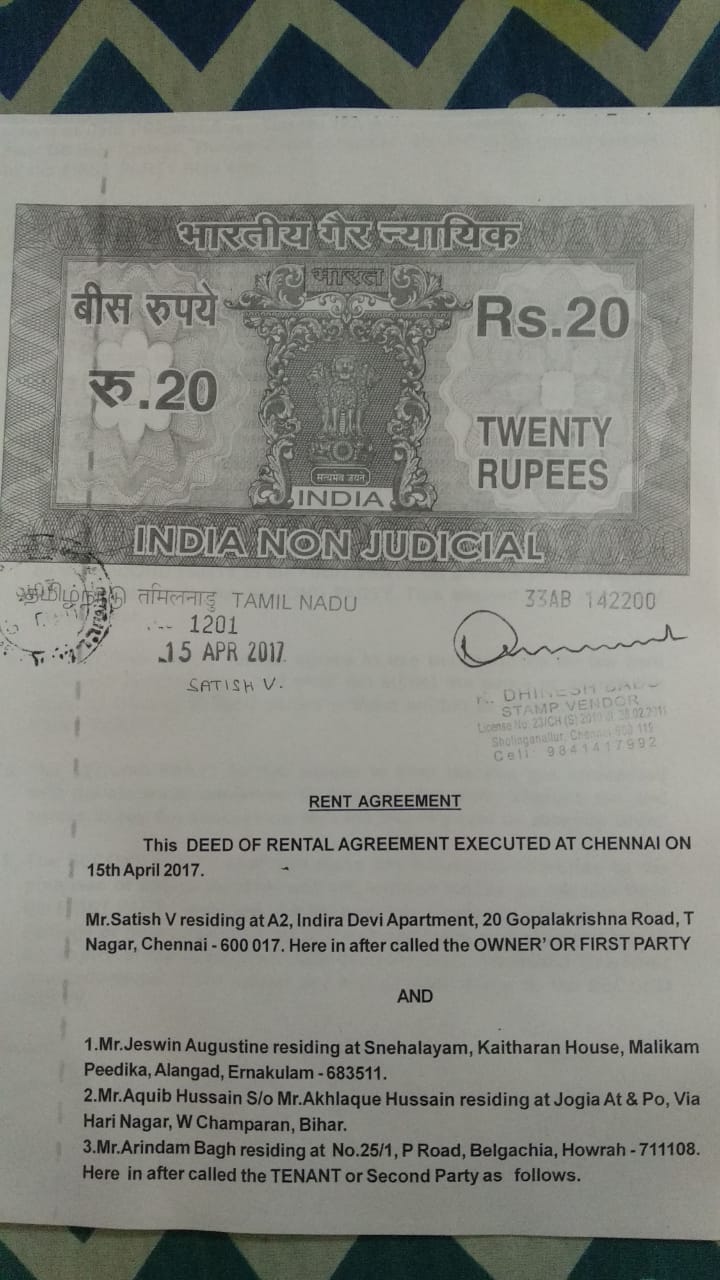 भारतीय गैर न्यायिक
भारत
बीस रुपये
Rs.20
रु.20
TWENTY
RUPEES
सत्यमेव जयते
INDIA
INDIA NON JUDICIAL
தமிழ்நாடு तमिलनाडु TAMIL NADU
33AB 142200
1201
15 APR 2017
SATISH V.
DHINESH
STAMP VENDOR
License No: 23/CH (S) 28.02.
Sholinganallur, Chennai-600 119
Cell: 9841417992
RENT AGREEMENT
This DEED OF RENTAL AGREEMENT EXECUTED AT CHENNAI ON
15th April 2017.
Mr.Satish V residing at A2, Indira Devi Apartment, 20 Gopalakrishna Road, T
Nagar, Chennai - 600 017. Here in after called the OWNER' OR FIRST PARTY
AND
1.Mr.Jeswin Augustine residing at Snehalayam, Kaitharan House, Malikam
Peedika, Alangad, Ernakulam - 683511.
2.Mr.Aquib Hussain S/o Mr.Akhlaque Hussain residing at Jogia At & Po, Via
Hari Nagar, W Champaran, Bihar.
3.Mr.Arindam Bagh residing at No.25/1, P Road, Belgachia, Howrah - 711108.
Here in after called the TENANT or Second Party as follows.